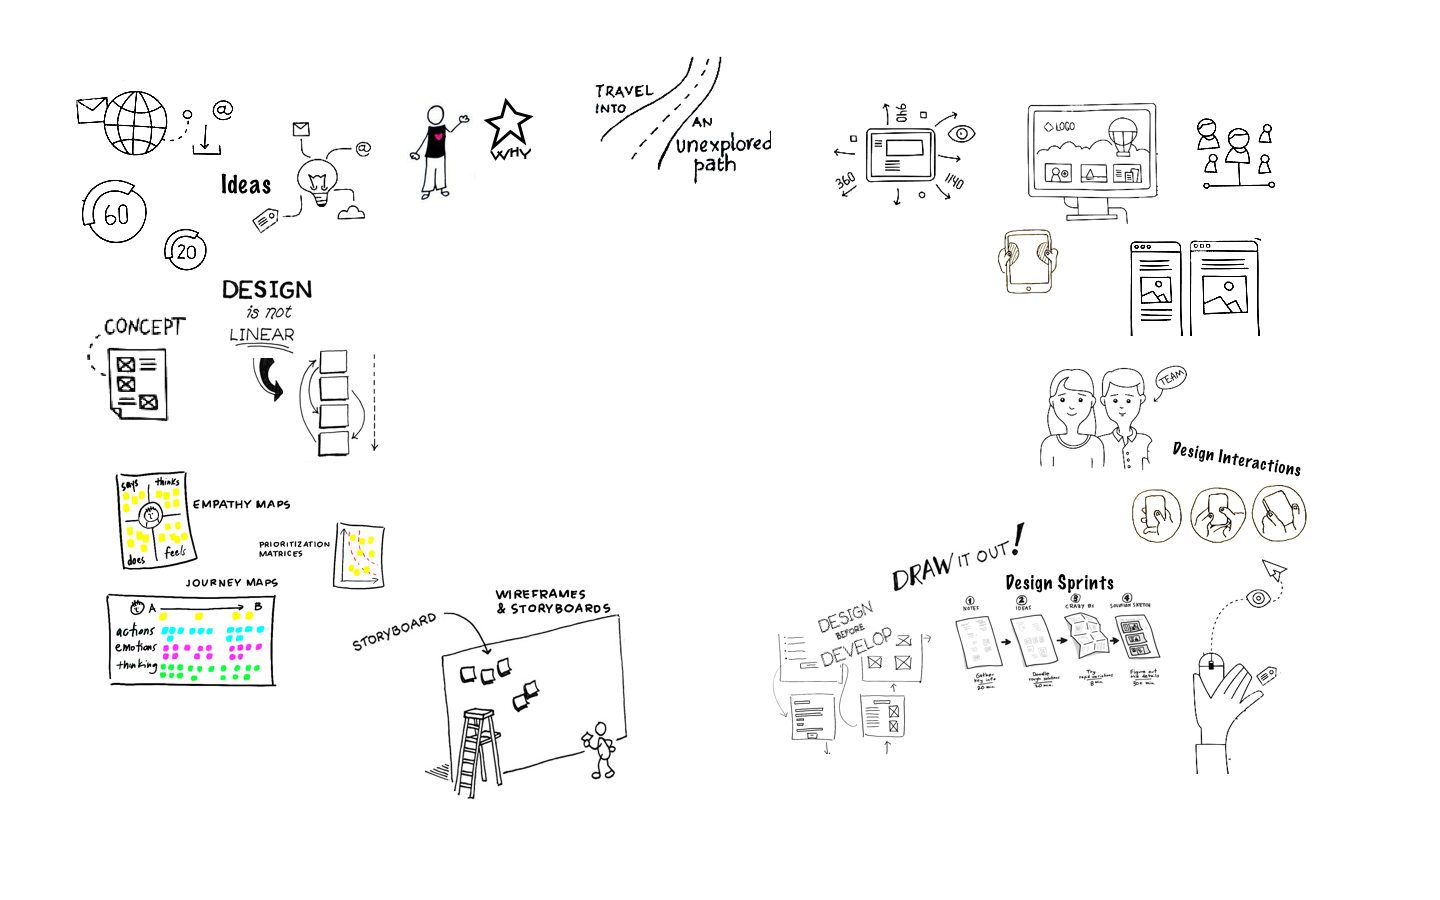 @
Ideas
@
60
20
WHY
TRAVEL
INTO
AN
unexplored
path
940
360
1140
LOGO
DESIGN
is not
LINEAR
CONCEPT
TEAM
Design Interactions
says
thinks
does
feels
EMPATHY MAPS
PRIORITIZATION
MATRICES
JOURNEY MAPS
A
B
actions
emotions
thinking
STORYBOARD
WIREFRAMES
& STORYBOARDS
DRAW IT OUT!
DESIGN
BEFORE
DEVELOP
Design Sprints
1
NOTES
Gather
key info
20 min
2
IDEAS
Doodle
rough solutions
20 min
3
CRAZY 8s
Try
rapid variations
8 min
4
SOLUTION SKETCH
Figure out
the details
30+ min